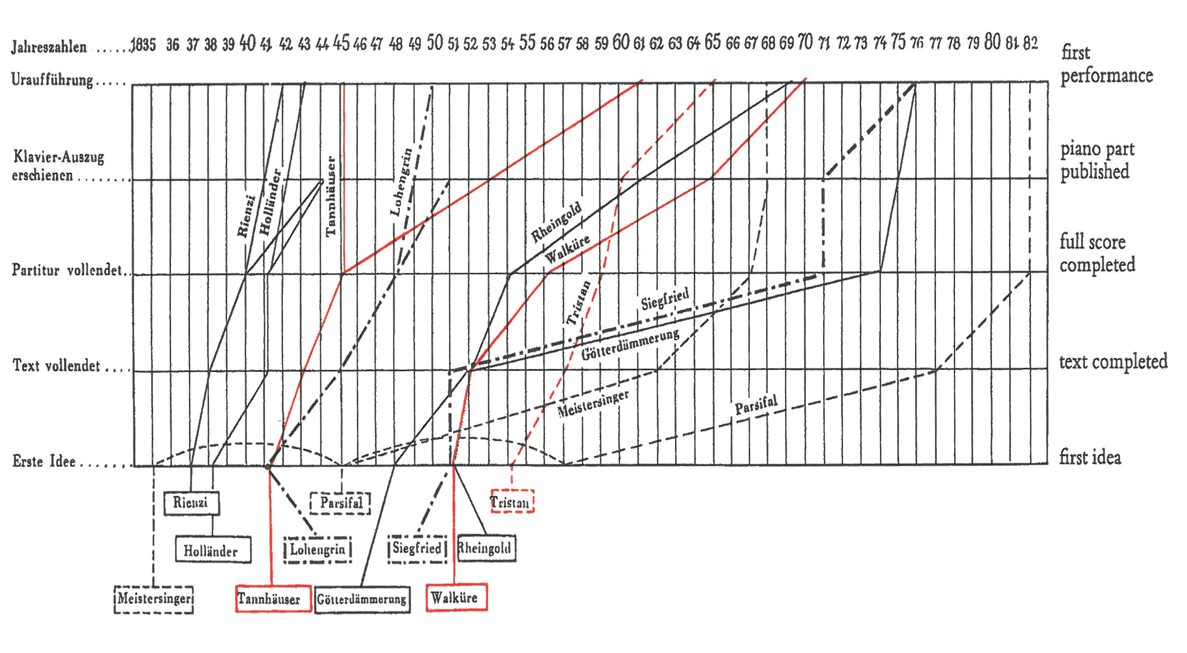 Jahreszahlen ...... 1835 36 37 38 39 40 41 42 43 44 45 46 47 48 49 50 51 52 53 54 55 56 57 58 59 60 61 62 63 64 65 66 67 68 69 70 71 72 73 74 75 76 77 78 79 80 81 82
first
performance
Uraufführung.....
Klavier-Auszug
erschienen ........
piano part
published
Rienzi
Holländer
Tannhäuser
Lohengrin
Rheingold
Walküre
Partitur vollendet..
full score
completed
Tristan
Siegfried
Götterdämmerung
Text vollendet ....
text completed
Meistersinger
Parsifal
Erste Idee .......
first idea
Rienzi
Parsifal
Tristan
Holländer
Lohengrin
Siegfried
Rheingold
Meistersinger
Tannhäuser
Götterdämmerung
Walküre